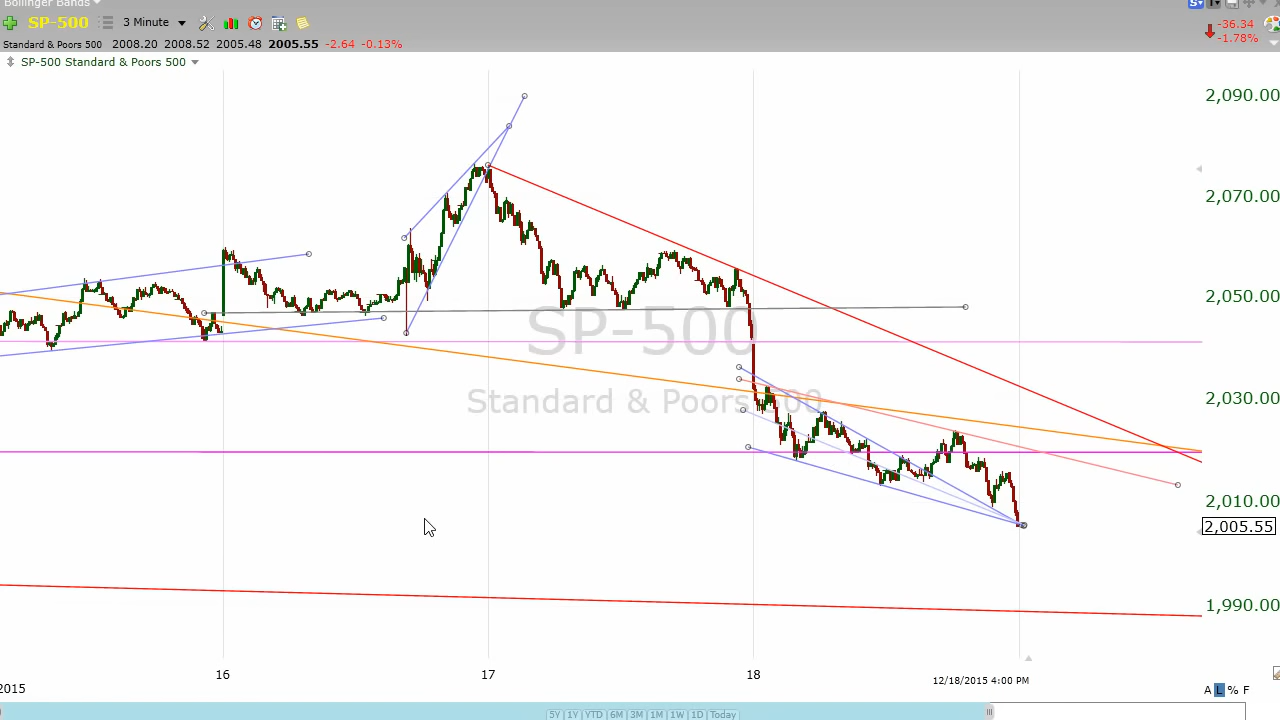 Bollinger Bands
SP-500 3 Minute
-36.34
-1.78%
Standard & Poors 500 2008.20 2008.52 2005.48 2005.55 -2.64 -0.13%
SP-500 Standard & Poors 500
2,090.00
2,070.00
2,050.00
SP-500
Standard & Poors 500
2,030.00
2,010.00
2,005.55
1,990.00
2015 16 17 18 12/18/2015 4:00 PM
A L % F
5Y 1Y YTD 6M 3M 1M 1W 1D Today